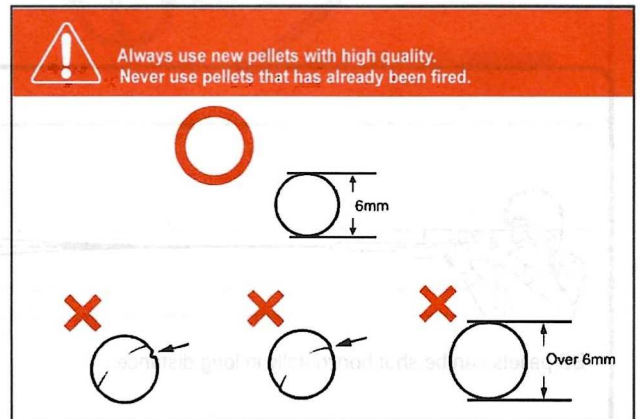 Always use new pellets with high quality.
Never use pellets that has already been fired.
6mm
Over 6mm